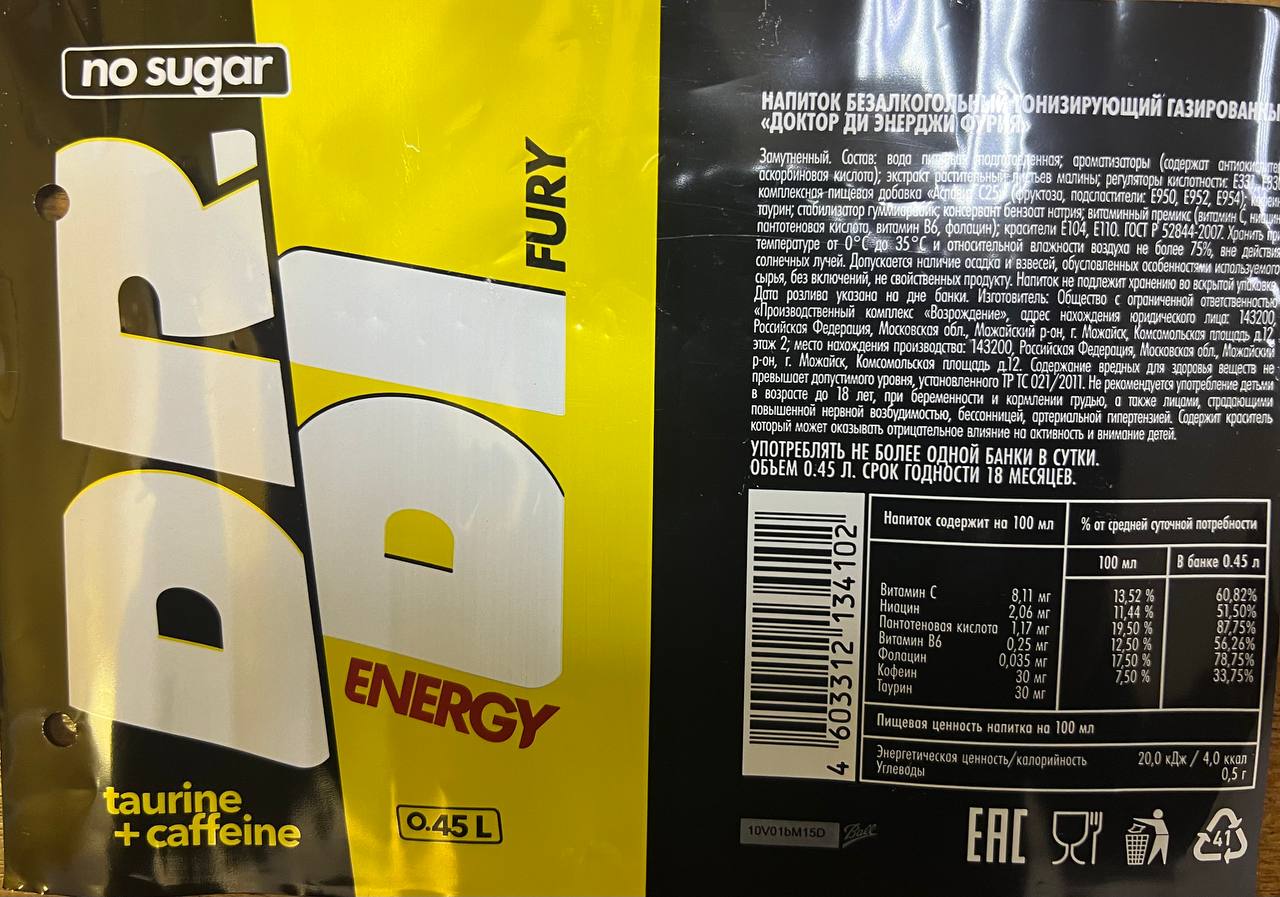 no sugar
DR.
DI
FURY
ENERGY
taurine
+ caffeine
0.45 L
НАПИТОК БЕЗАЛКОГОЛЬНЫЙ ТОНИЗИРУЮЩИЙ ГАЗИРОВАННЫ
«ДОКТОР ДИ ЭНЕРДЖИ ФУРИЯ»
Замутненный. Состав: вода питьевая подготовленная; ароматизаторы (содержат
аскорбиновая кислота); экстракт растительный листьев малины; регуляторы кислотности: Е331,
комплексная пищевая добавка С25» (фруктоза, подсластители: Е950, Е952, Е954);
таурин; стабилизатор гуммиарабик; консервант бензоат натрия; витаминный премикс (витамин С, ниацин
пантотеновая кислота, витамин В6, фолацин); красители Е104, Е110. ГОСТ Р 52844-2007. Хранить при
температуре от 0°С до 35°С и относительной влажности воздуха не более 75%, вне действия
солнечных лучей. Допускается наличие осадка и взвесей, обусловленных особенностями используемого
сырья, без включений, не свойственных продукту. Напиток не подлежит хранению во вскрытой упаковке.
Дата розлива указана на дне банки. Изготовитель: Общество с ограниченной ответственностью
«Производственный комплекс «Возрождение», адрес нахождения юридического лица: 143200,
Российская Федерация, Московская обл., Можайский р-он, г. Можайск, Комсомольская площадь д.12,
этаж 2; место нахождения производства: 143200, Российская Федерация, Московская обл., Можайский
р-он, г. Можайск, Комсомольская площадь д.12. Содержание вредных для здоровья веществ не
превышает допустимого уровня, установленного ТР ТС 021/2011. Не рекомендуется употребление детьми
в возрасте до 18 лет, при беременности и кормлении грудью, а также лицами, страдающими
повышенной нервной возбудимостью, бессонницей, артериальной гипертензией. Содержит краситель
который может оказывать отрицательное влияние на активность и внимание детей.
УПОТРЕБЛЯТЬ НЕ БОЛЕЕ ОДНОЙ БАНКИ В СУТКИ.
ОБЪЕМ 0.45 Л. СРОК ГОДНОСТИ 18 МЕСЯЦЕВ.
4 603312 134102
Напиток содержит на 100 мл % от средней суточной потребности
100 мл В банке 0.45 л
Витамин С 8,11 мг 13,52 % 60,82%
Ниацин 2,06 мг 11,44 % 51,50%
Пантотеновая кислота 1,17 мг 19,50 % 87,75%
Витамин В6 0,25 мг 12,50 % 56,26%
Фолацин 0,035 мг 17,50 % 78,75%
Кофеин 30 мг 7,50 % 33,75%
Таурин 30 мг
Пищевая ценность напитка на 100 мл
Энергетическая ценность/калорийность 20,0 кДж / 4,0 ккал
Углеводы 0,5 г
10V01bM15D Ball
EAC
41